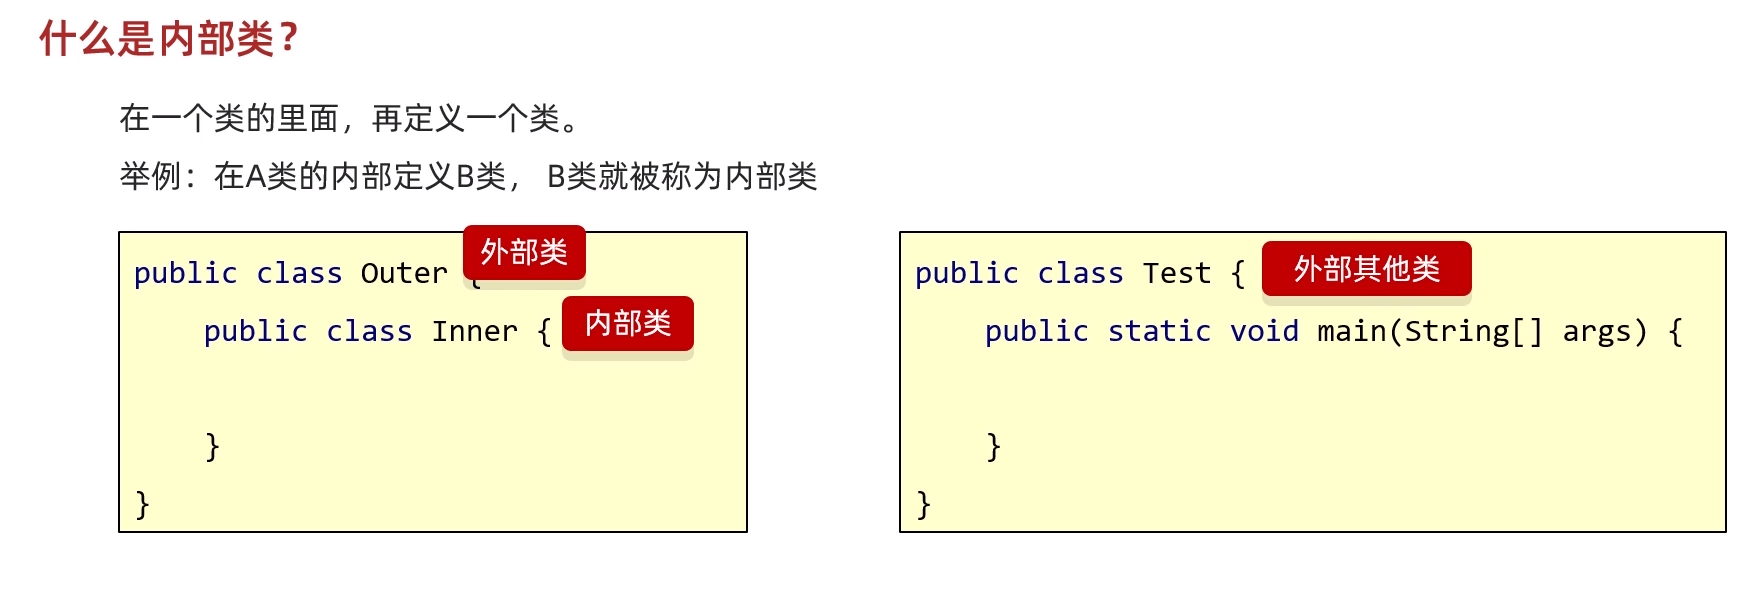 什么是内部类？
在一个类的里面，再定义一个类。
举例：在A类的内部定义B类， B类就被称为内部类
public class Outer {
外部类
public class Inner {
内部类
}
}
public class Test {
外部其他类
public static void main(String[] args) {
}
}